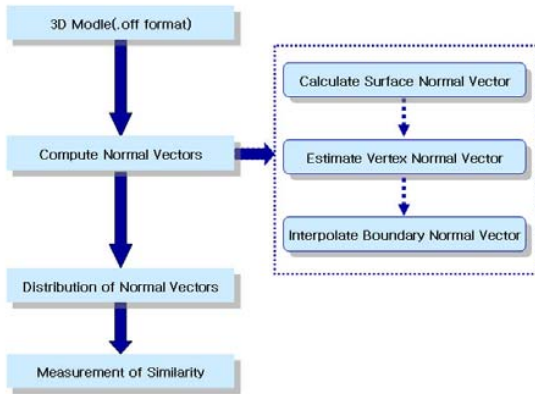 3D Modle(.off format)
Compute Normal Vectors
Distribution of Normal Vectors
Measurement of Similarity
Calculate Surface Normal Vector
Estimate Vertex Normal Vector
Interpolate Boundary Normal Vector